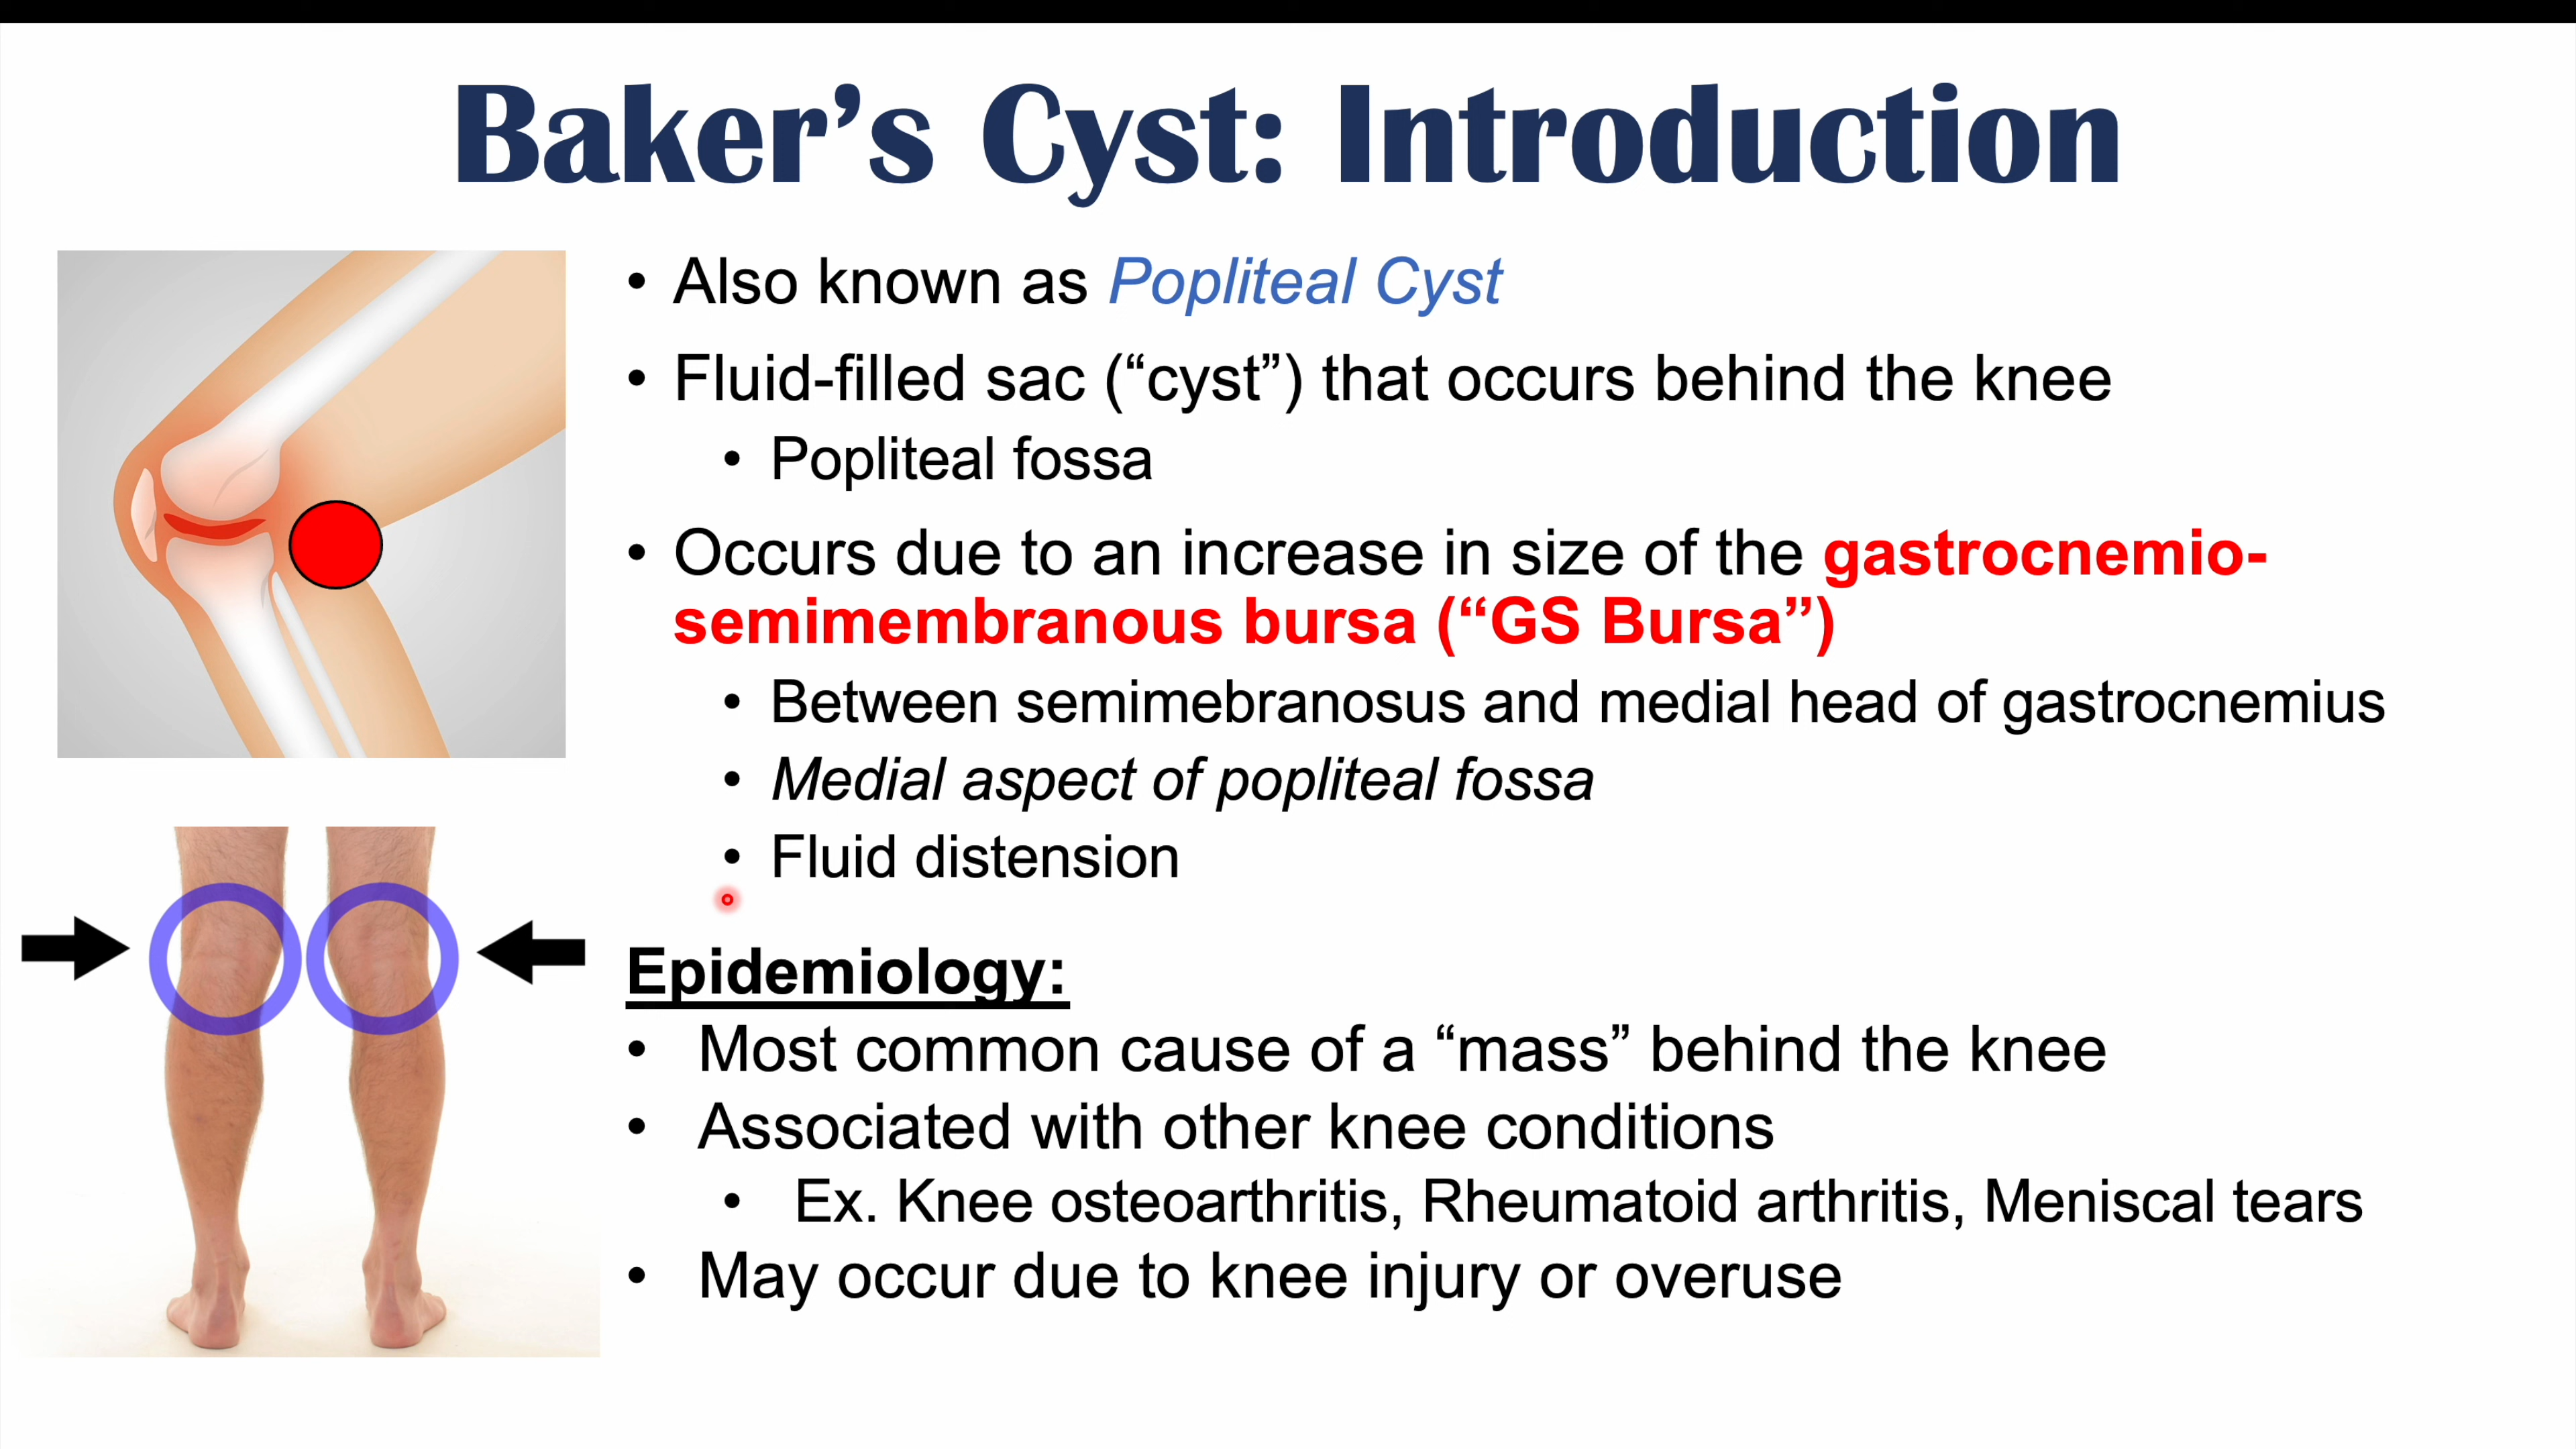 Baker’s Cyst: Introduction
• Also known as Popliteal Cyst
• Fluid-filled sac (“cyst”) that occurs behind the knee
• Popliteal fossa
• Occurs due to an increase in size of the gastrocnemio-
semimembranous bursa (“GS Bursa”)
• Between semimebranosus and medial head of gastrocnemius
• Medial aspect of popliteal fossa
• Fluid distension
Epidemiology:
• Most common cause of a “mass” behind the knee
• Associated with other knee conditions
• Ex. Knee osteoarthritis, Rheumatoid arthritis, Meniscal tears
• May occur due to knee injury or overuse